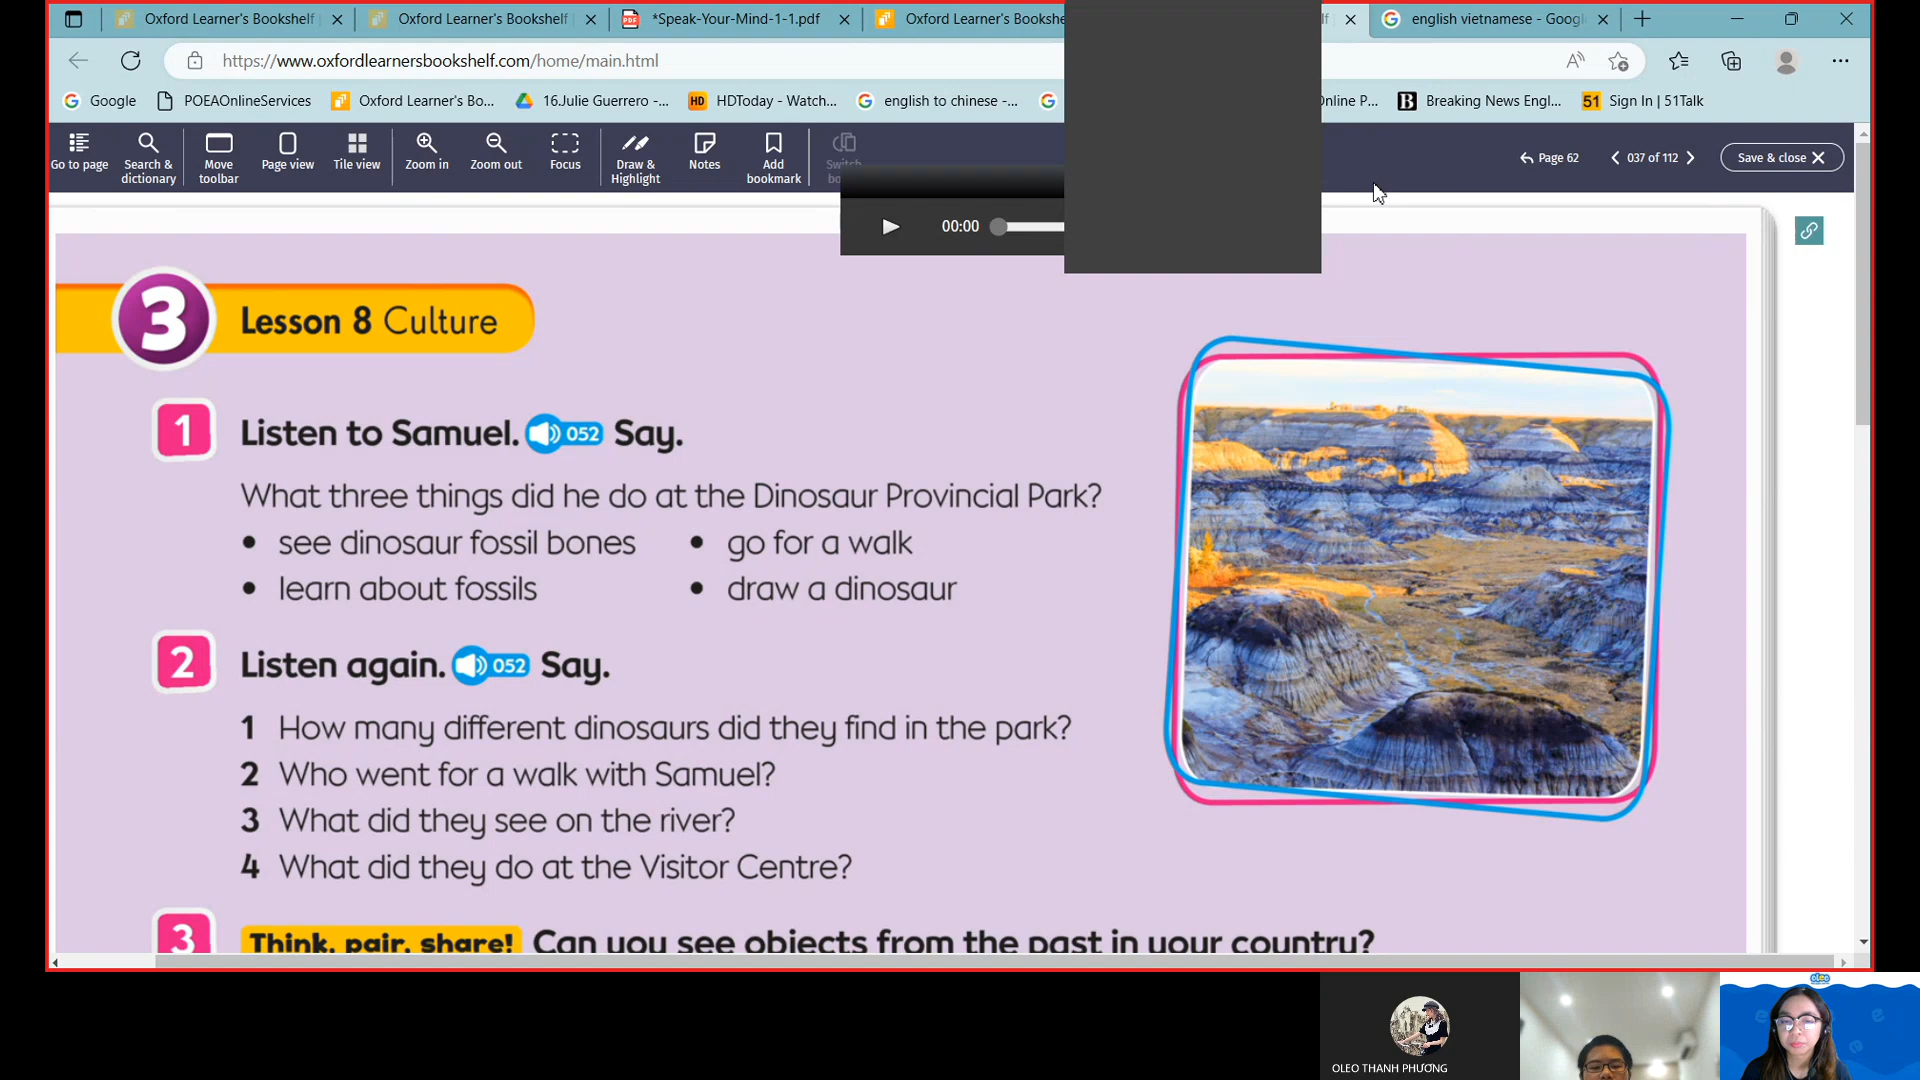 Oxford Learner's Bookshelf
Oxford Learner's Bookshelf
*Speak-Your-Mind-1-1.pdf
Oxford Learner's Bookshe
english vietnamese - Goog
https://www.oxfordlearnersbookshelf.com/home/main.html
Google
POEAOnlineServices
Oxford Learner's Bo...
16.Julie Guerrero -...
HDToday - Watch...
english to chinese -...
Online P...
Breaking News Engl...
51 Sign In | 51Talk
Go to page
Search & dictionary
Move toolbar
Page view
Tile view
Zoom in
Zoom out
Focus
Draw & Highlight
Notes
Add bookmark
Switch
Page 62
037 of 112
Save & close
00:00
3 Lesson 8 Culture
1 Listen to Samuel. 052 Say.
What three things did he do at the Dinosaur Provincial Park?
• see dinosaur fossil bones • go for a walk
• learn about fossils • draw a dinosaur
2 Listen again. 052 Say.
1 How many different dinosaurs did they find in the park?
2 Who went for a walk with Samuel?
3 What did they see on the river?
4 What did they do at the Visitor Centre?
3 Think, pair, share! Can you see objects from the past in your country?
OLEO THANH PHƯƠNG